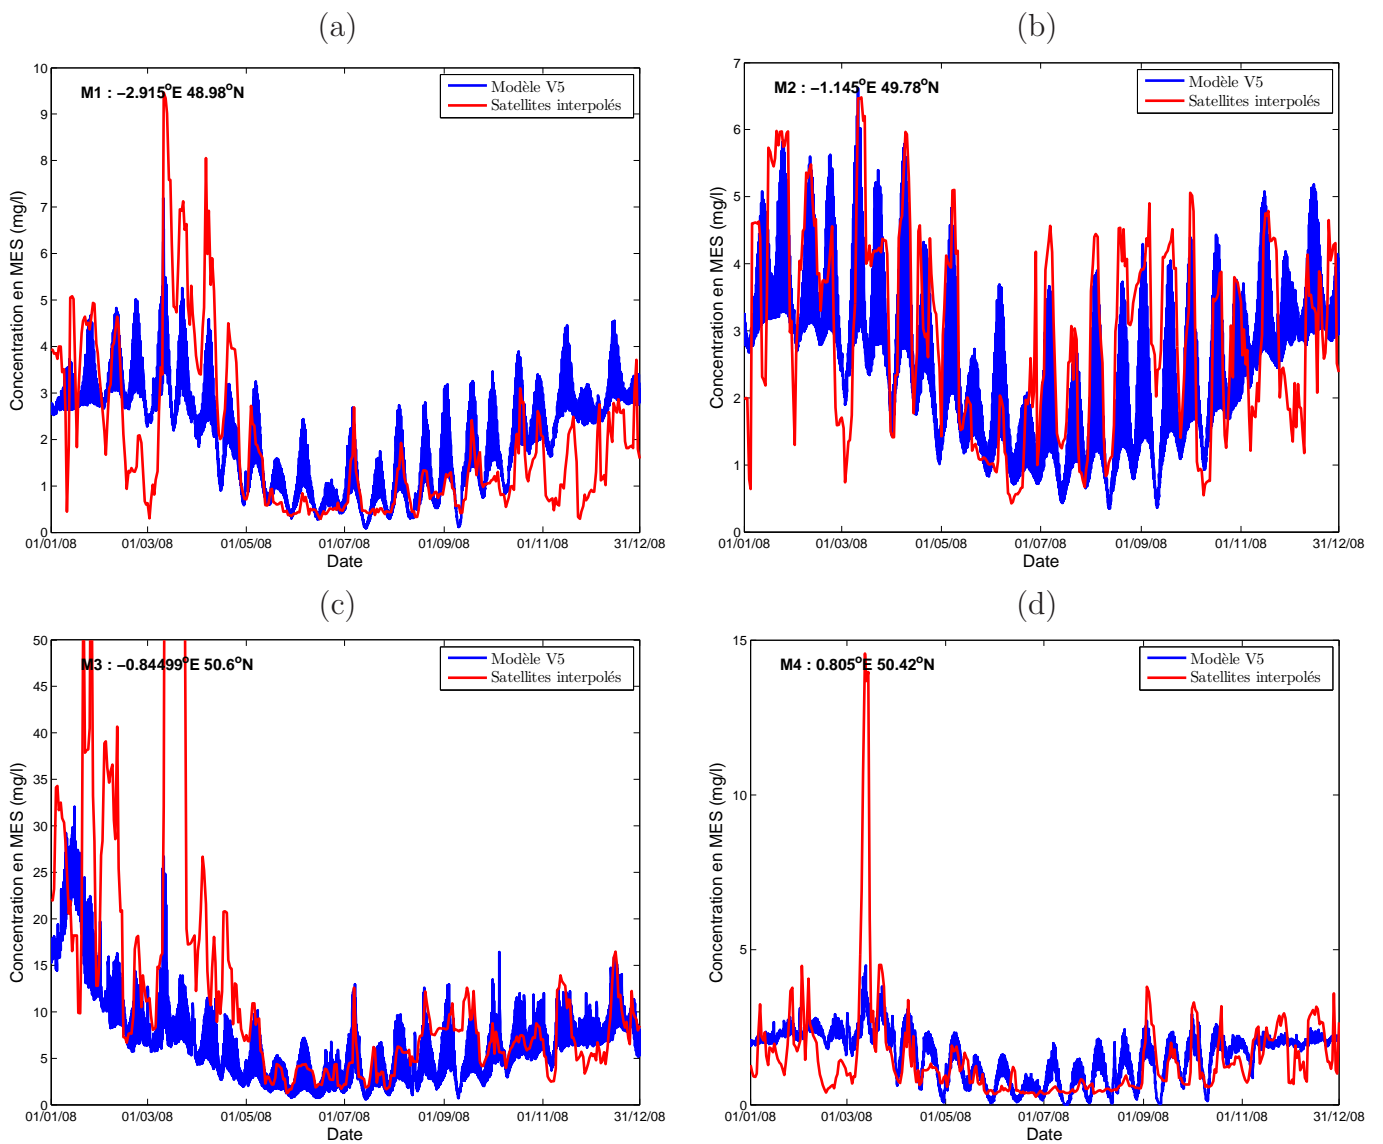 (a)
10
9
8
7
6
5
4
3
2
1
0
Concentration en MES (mg/l)
M1 : −2.915°E 48.98°N
Modèle V5
Satellites interpolés
01/01/08 01/03/08 01/05/08 01/07/08 01/09/08 01/11/08 31/12/08
Date
(b)
7
6
5
4
3
2
1
0
Concentration en MES (mg/l)
M2 : −1.145°E 49.78°N
Modèle V5
Satellites interpolés
01/01/08 01/03/08 01/05/08 01/07/08 01/09/08 01/11/08 31/12/08
Date
(c)
50
45
40
35
30
25
20
15
10
5
0
Concentration en MES (mg/l)
M3 : −0.84499°E 50.6°N
Modèle V5
Satellites interpolés
01/01/08 01/03/08 01/05/08 01/07/08 01/09/08 01/11/08 31/12/08
Date
(d)
15
10
5
0
Concentration en MES (mg/l)
M4 : 0.805°E 50.42°N
Modèle V5
Satellites interpolés
01/01/08 01/03/08 01/05/08 01/07/08 01/09/08 01/11/08 31/12/08
Date